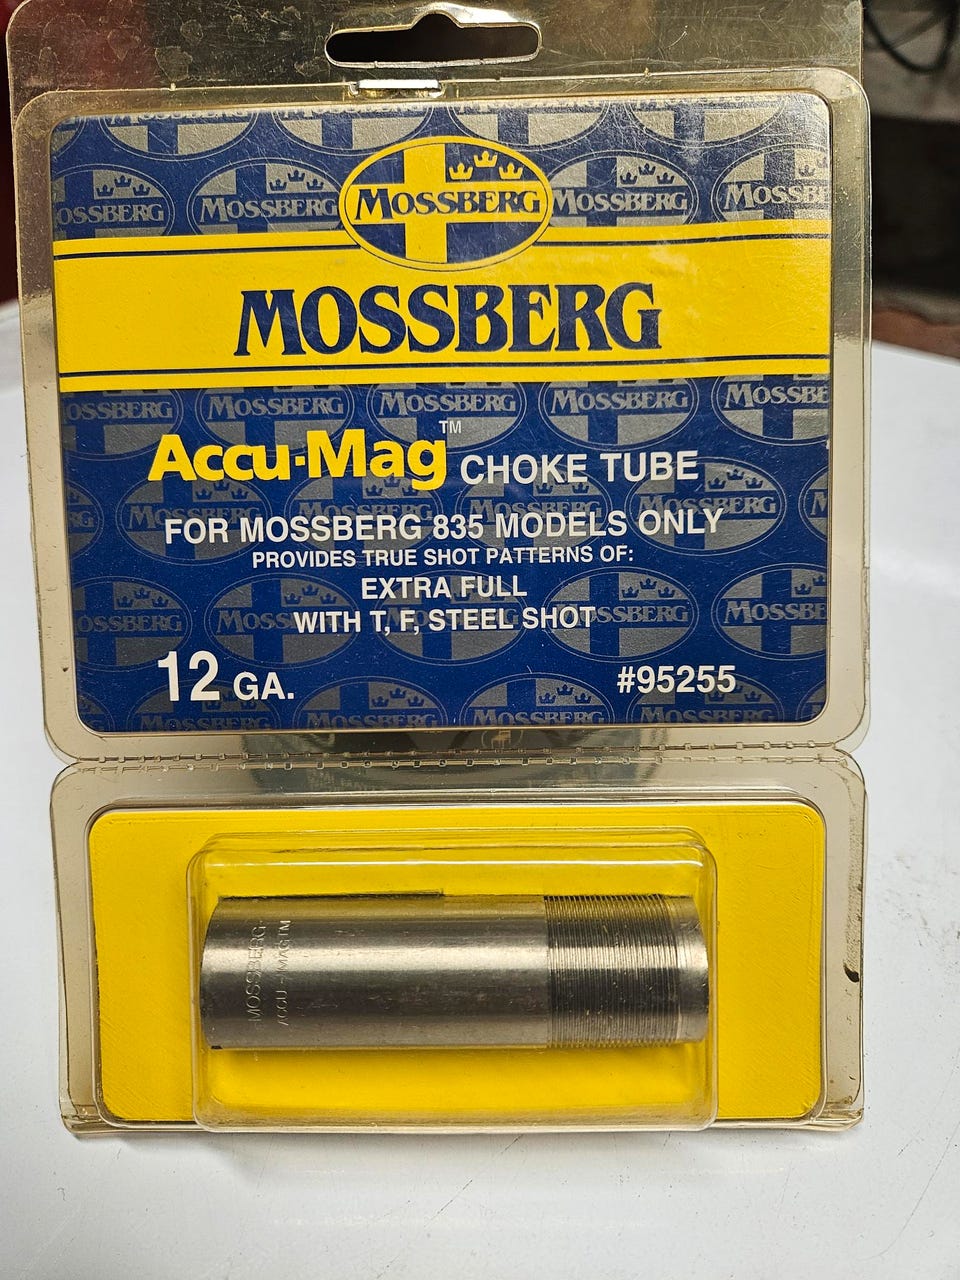 MOSSBERG
MOSSBERG
Accu·Mag™ CHOKE TUBE
FOR MOSSBERG 835 MODELS ONLY
PROVIDES TRUE SHOT PATTERNS OF:
EXTRA FULL
WITH T, F, STEEL SHOT
12 GA.
#95255
MOSSBERG
ACCU-MAG™